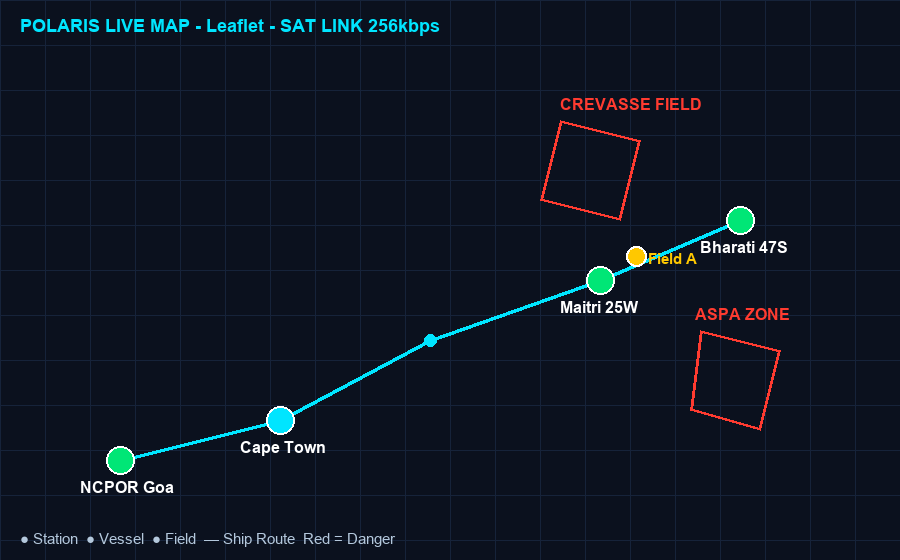 POLARIS LIVE MAP - Leaflet - SAT LINK 256kbps
CREVASSE FIELD
Bharati 47S
Field A
Maitri 25W
ASPA ZONE
Cape Town
NCPOR Goa
● Station ● Vessel ● Field — Ship Route Red = Danger